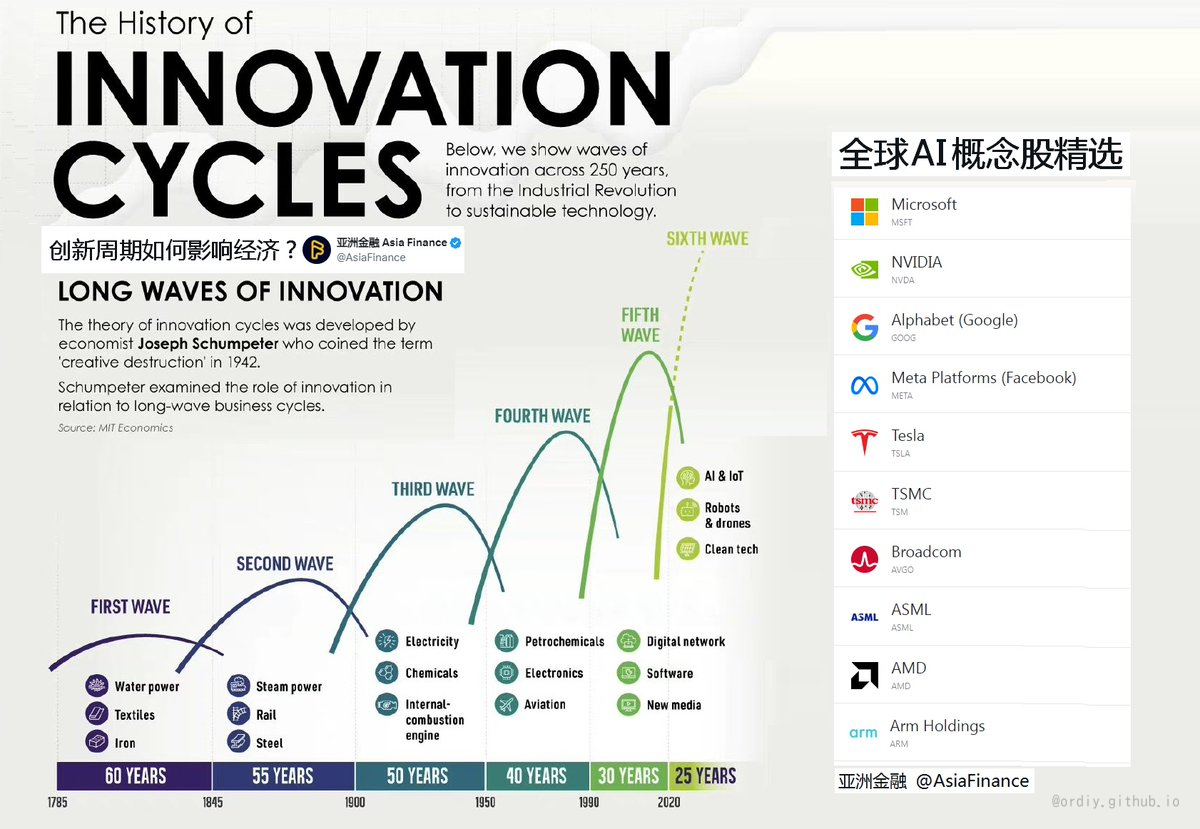 The History of
INNOVATION
CYCLES
Below, we show waves of
innovation across 250 years,
from the Industrial Revolution
to sustainable technology.
创新周期如何影响经济？
亚洲金融 Asia Finance
@AsiaFinance
LONG WAVES OF INNOVATION
The theory of innovation cycles was developed by
economist Joseph Schumpeter who coined the term
'creative destruction' in 1942.
Schumpeter examined the role of innovation in
relation to long-wave business cycles.
Source: MIT Economics
FIRST WAVE
Water power
Textiles
Iron
SECOND WAVE
Steam power
Rail
Steel
THIRD WAVE
Electricity
Chemicals
Internal-
combustion
engine
FOURTH WAVE
Petrochemicals
Electronics
Aviation
FIFTH
WAVE
Digital network
Software
New media
SIXTH WAVE
AI & IoT
Robots
& drones
Clean tech
60 YEARS
55 YEARS
50 YEARS
40 YEARS
30 YEARS
25 YEARS
1785
1845
1900
1950
1990
2020
全球AI概念股精选
Microsoft
MSFT
NVIDIA
NVDA
Alphabet (Google)
GOOG
Meta Platforms (Facebook)
META
Tesla
TSLA
tsmc
TSMC
TSM
Broadcom
AVGO
ASML
ASML
ASML
AMD
AMD
arm
Arm Holdings
ARM
亚洲金融 @AsiaFinance
@ordiy.github.io